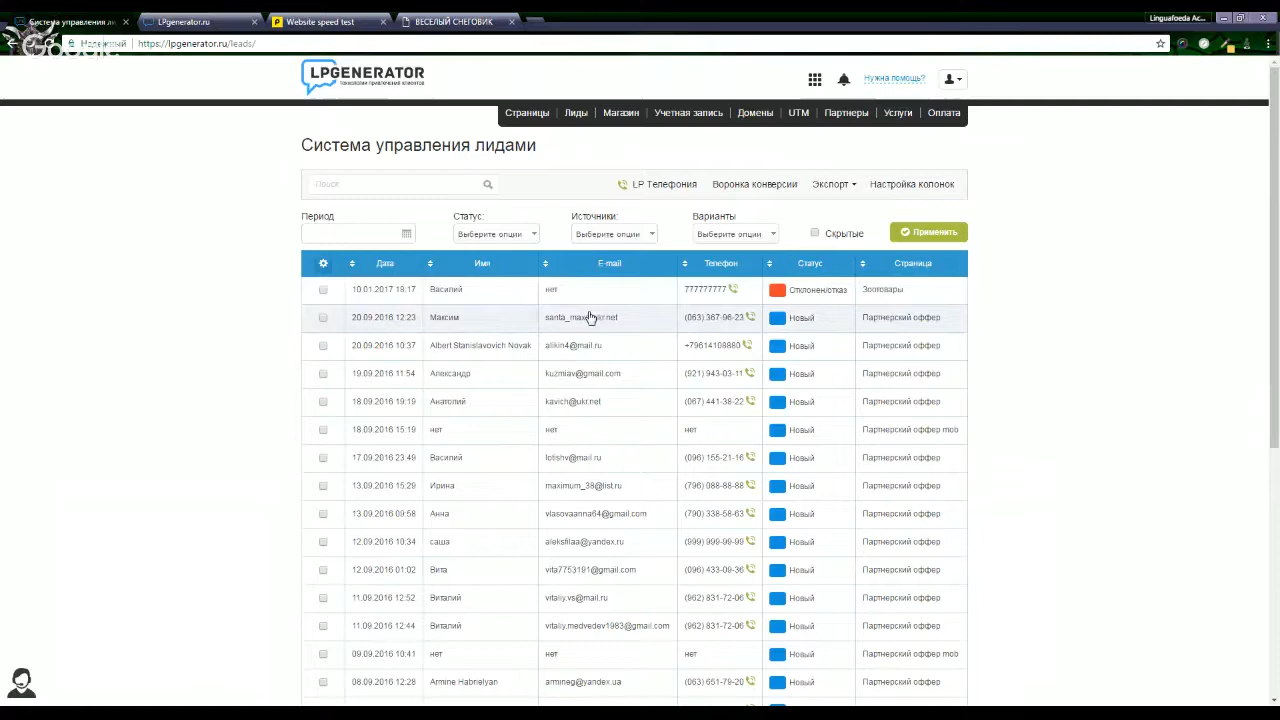 Система управления ли
LPgenerator.ru
Website speed test
ВЕСЕЛЫЙ СНЕГОВИК
Linguafoeda Ac...
Надежный
https://lpgenerator.ru/leads/
Google
LPGENERATOR
ТЕХНОЛОГИИ ПРИВЛЕЧЕНИЯ КЛИЕНТОВ
Нужна помощь?
Страницы Лиды Магазин Учетная запись Домены UTM Партнеры Услуги Оплата
Система управления лидами
Поиск
LP Телефония Воронка конверсии Экспорт Настройка колонок
Период Статус: Источники: Варианты
Выберите опции Выберите опции Выберите опции Скрытые Применить
Дата Имя E-mail Телефон Статус Страница
10.01.2017 18:17 Василий нет 777777777 Отклонен/отказ Зоотовары
20.09.2016 12:23 Максим (063) 367-96-23 Новый Партнерский оффер
20.09.2016 10:37 Albert Stanislavovich Novak alikin4@mail.ru +79614108880 Новый Партнерский оффер
19.09.2016 11:54 Александр kuzmiav@gmail.com (921) 943-03-11 Новый Партнерский оффер
18.09.2016 19:19 Анатолий kavich@ukr.net (067) 441-38-22 Новый Партнерский оффер
18.09.2016 15:19 нет нет нет Новый Партнерский оффер mob
17.09.2016 23:49 Василий lotishv@mail.ru (096) 155-21-16 Новый Партнерский оффер
13.09.2016 15:29 Ирина maximum_38@list.ru (796) 088-88-88 Новый Партнерский оффер
13.09.2016 09:58 Анна vlasovaanna64@gmail.com (790) 338-58-63 Новый Партнерский оффер
12.09.2016 10:34 саша aleksfilaa@yandex.ru (999) 999-99-99 Новый Партнерский оффер
12.09.2016 01:02 Вита vita7753191@gmail.com (096) 433-09-36 Новый Партнерский оффер
11.09.2016 12:52 Виталий vitaliy.vs@mail.ru (962) 831-72-06 Новый Партнерский оффер
11.09.2016 12:44 Виталий vitaliy.medvedev1983@gmail.com (962) 831-72-06 Новый Партнерский оффер
09.09.2016 10:41 нет нет нет Новый Партнерский оффер mob
08.09.2016 12:28 Armine Habrielyan armineg@yandex.ua (063) 651-79-20 Новый Партнерский оффер